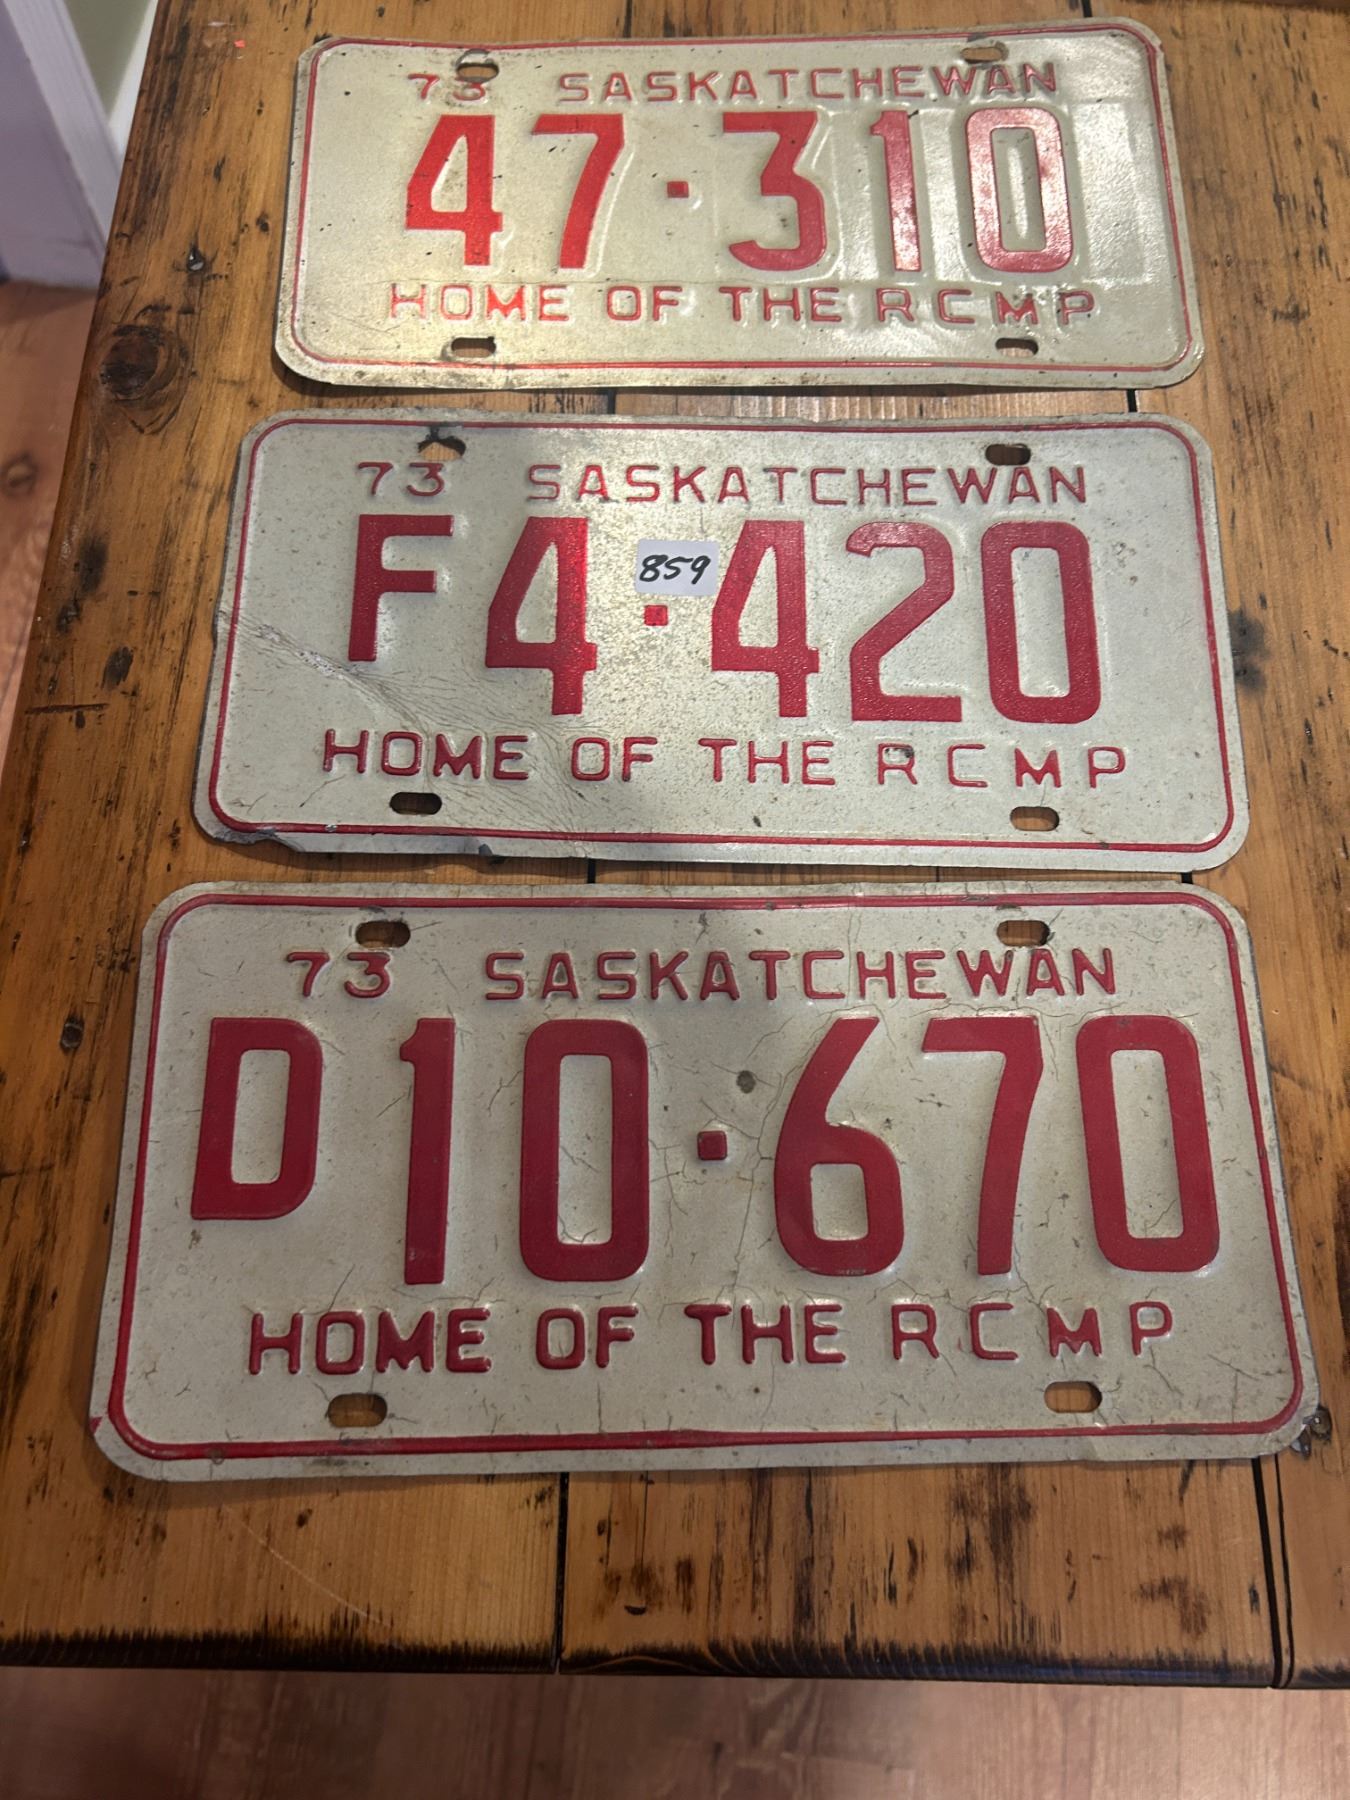 73 SASKATCHEWAN
47·310
HOME OF THE RCMP
73 SASKATCHEWAN
F4·420
859
HOME OF THE RCMP
73 SASKATCHEWAN
D10·670
HOME OF THE RCMP